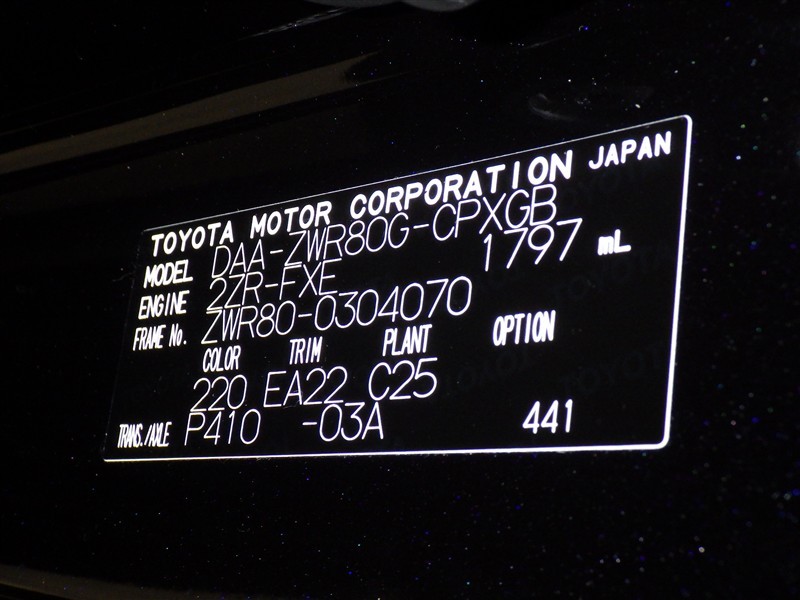 TOYOTA MOTOR CORPORATION JAPAN
MODEL DAA-ZWR80G-CPXGB
ENGINE 2ZR-FXE 1797 mL
FRAME No. ZWR80-0304070
COLOR TRIM PLANT OPTION
220 EA22 C25
TRANS./AXLE P410 -03A 441